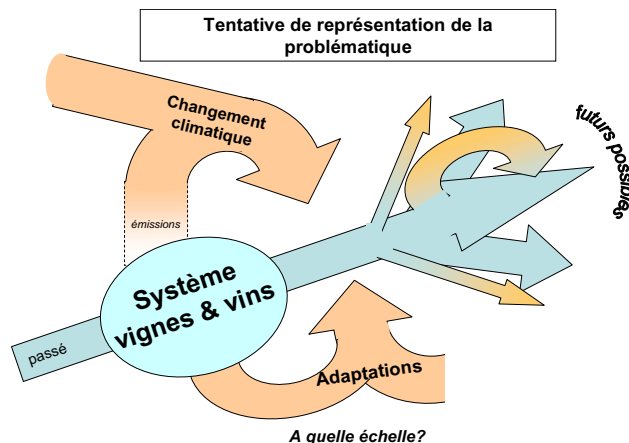 Tentative de représentation de la
problématique
Changement
climatique
futurs possibles
émissions
Système
vignes & vins
passé
Adaptations
A quelle échelle?